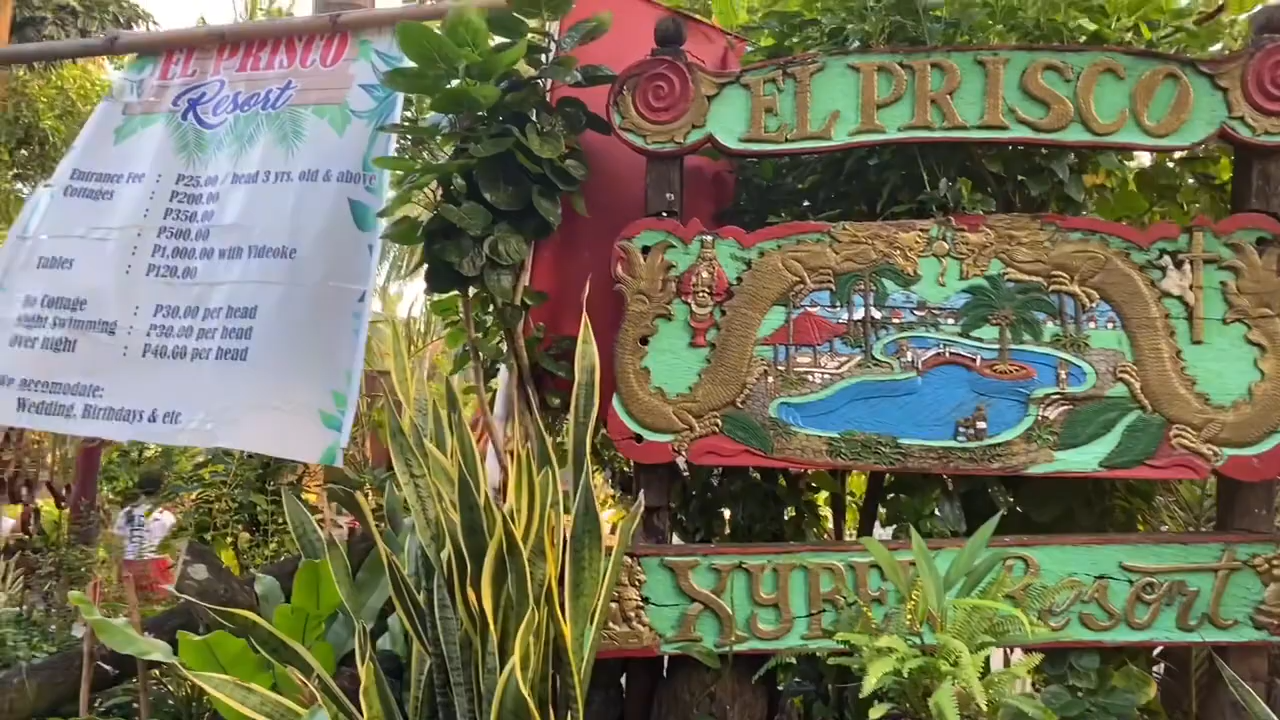 EL PRISCO
Resort
Entrance Fee : P25.00 / head 3 yrs. old & above
Cottages : P200.00
: P350.00
: P500.00
: P1,000.00 with Videoke
Tables : P120.00
No Cottage : P30.00 per head
Night Swimming : P30.00 per head
Over Night : P40.00 per head
We accomodate:
Wedding, Birthdays & etc.
EL PRISCO
Resort